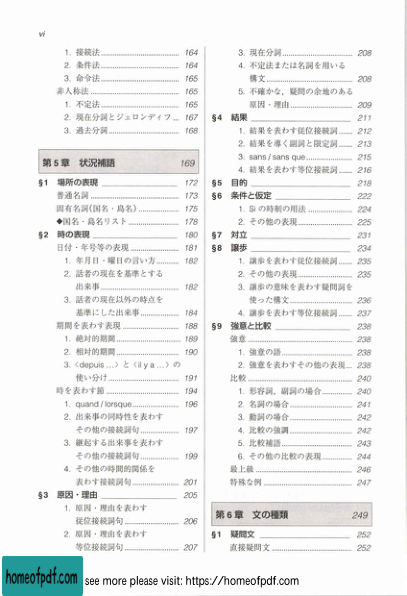 vi
1. 接続法 164
2. 条件法 164
3. 命令法 165
非人称法 165
1. 不定法 165
2. 現在分詞とジェロンディフ 167
3. 過去分詞 168
第5章 状況補語 169
§1 場所の表現 172
普通名詞 173
固有名詞(国名・島名) 175
◆国名・島名リスト 178
§2 時の表現 180
日付・年号等の表現 181
1. 年月日・曜日の言い方 182
2. 話者の現在を基準とする
出来事 182
3. 話者の現在以外の時点を
基準にした出来事 184
期間を表わす表現 188
1. 絶対的期間 189
2. 相対的期間 190
3. 〈depuis ...〉と〈il y a ...〉の
使い分け 191
時を表わす節 194
1. quand / lorsque 196
2. 出来事の同時性を表わす
その他の接続詞句 197
3. 継起する出来事を表わす
その他の接続詞句 199
4. その他の時間的関係を
表わす接続詞句 201
§3 原因・理由 205
1. 原因・理由を表わす
従位接続詞句 206
2. 原因・理由を表わす
等位接続詞句 207
3. 現在分詞 208
4. 不定法または名詞を用いる
構文 208
5. 不確かな、疑問の余地のある
原因・理由 209
§4 結果 211
1. 結果を表わす従位接続詞 212
2. 結果を導く副詞と限定詞 213
3. sans / sans que 215
4. 結果を表わす等位接続詞 216
§5 目的 218
§6 条件と仮定 222
1. Si の時制の用法 224
2. その他の表現 225
§7 対立 231
§8 譲歩 234
1. 譲歩を表わす従位接続詞 235
2. その他の表現 235
3. 譲歩の意味を表わす疑問詞を
使った構文 236
4. 譲歩を表わす等位接続詞 237
§9 強意と比較 238
強意 238
1. 強意の語 238
2. 強意を表わすその他の表現 238
比較 240
1. 形容詞、副詞の場合 240
2. 名詞の場合 241
3. 動詞の場合 242
4. 比較の強調 242
5. 比較補語 243
6. その他の比較の表現 244
最上級 246
特殊な例 247
第6章 文の種類 249
§1 疑問文 252
直接疑問文 252
homeofpdf.com see more please visit: https://homeofpdf.com